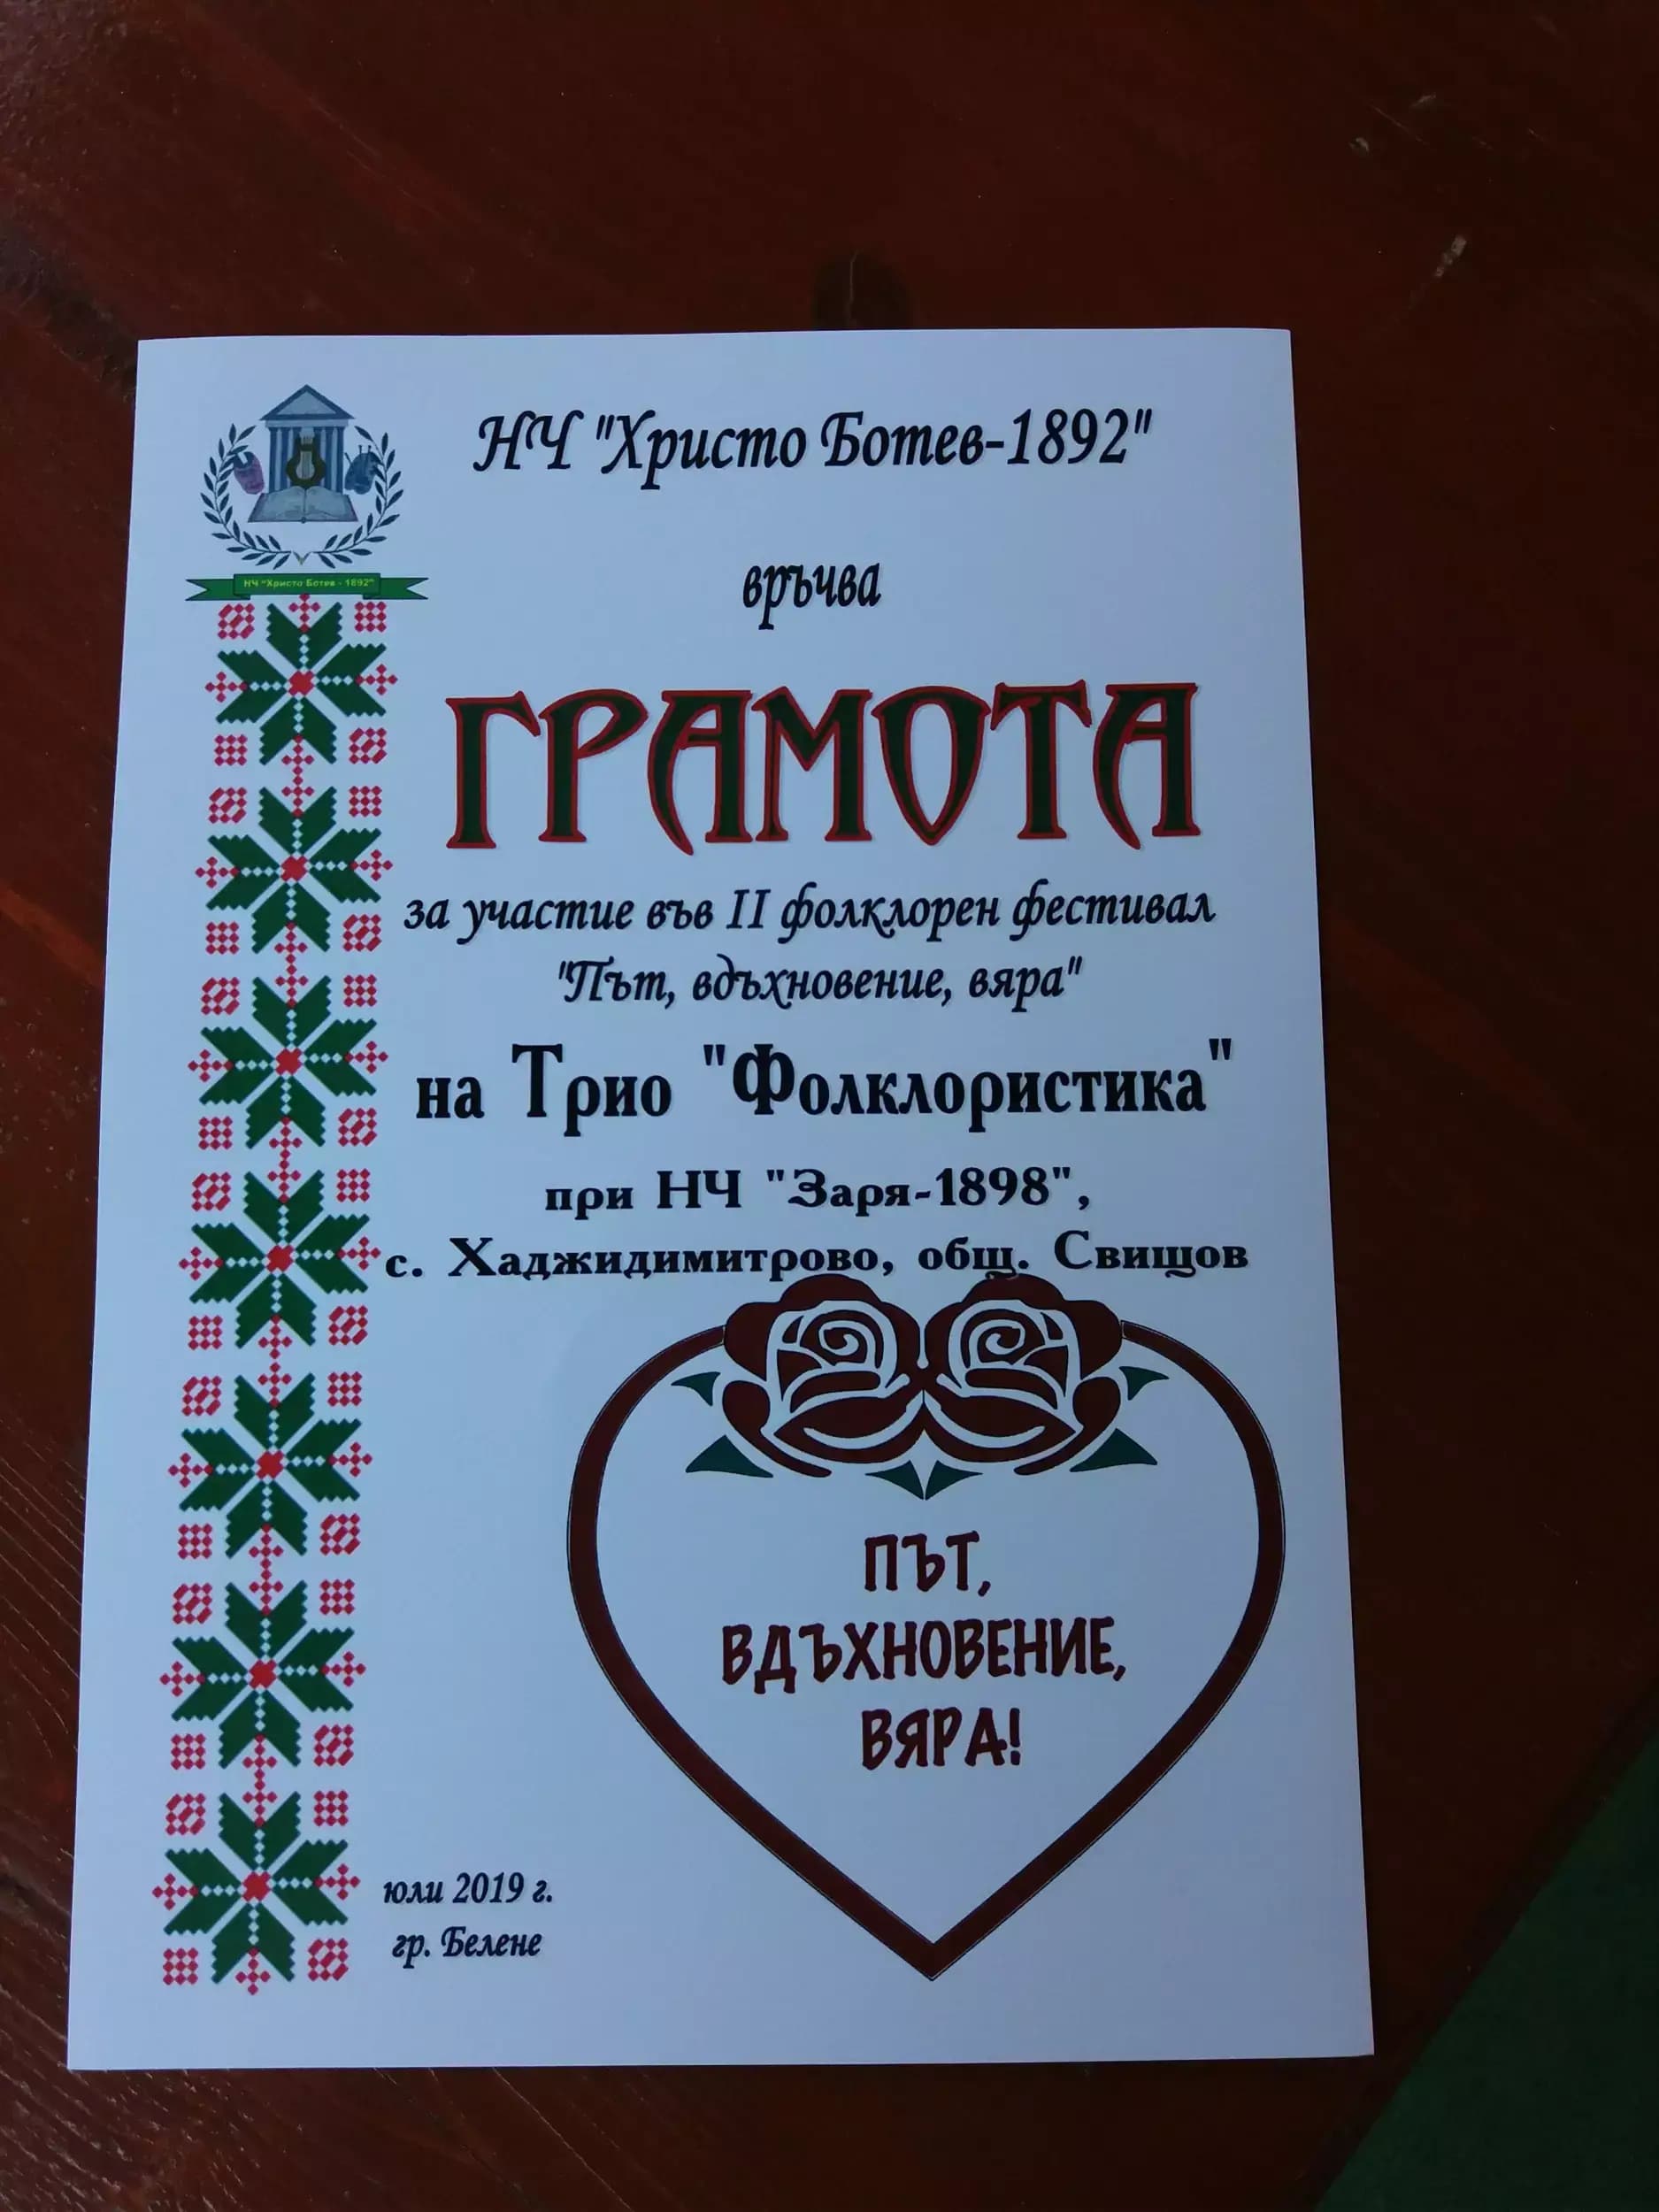 НЧ "Христо Ботев-1892"
НЧ "Христо Ботев - 1892"
връчва
ГРАМОТА
за участие във II фолклорен фестивал
"Път, вдъхновение, вяра"
на Трио "Фолклористика"
при НЧ "Заря-1898",
с. Хаджидимитрово, общ. Свищов
ПЪТ,
ВДЪХНОВЕНИЕ,
ВЯРА!
юли 2019 г.
гр. Белене